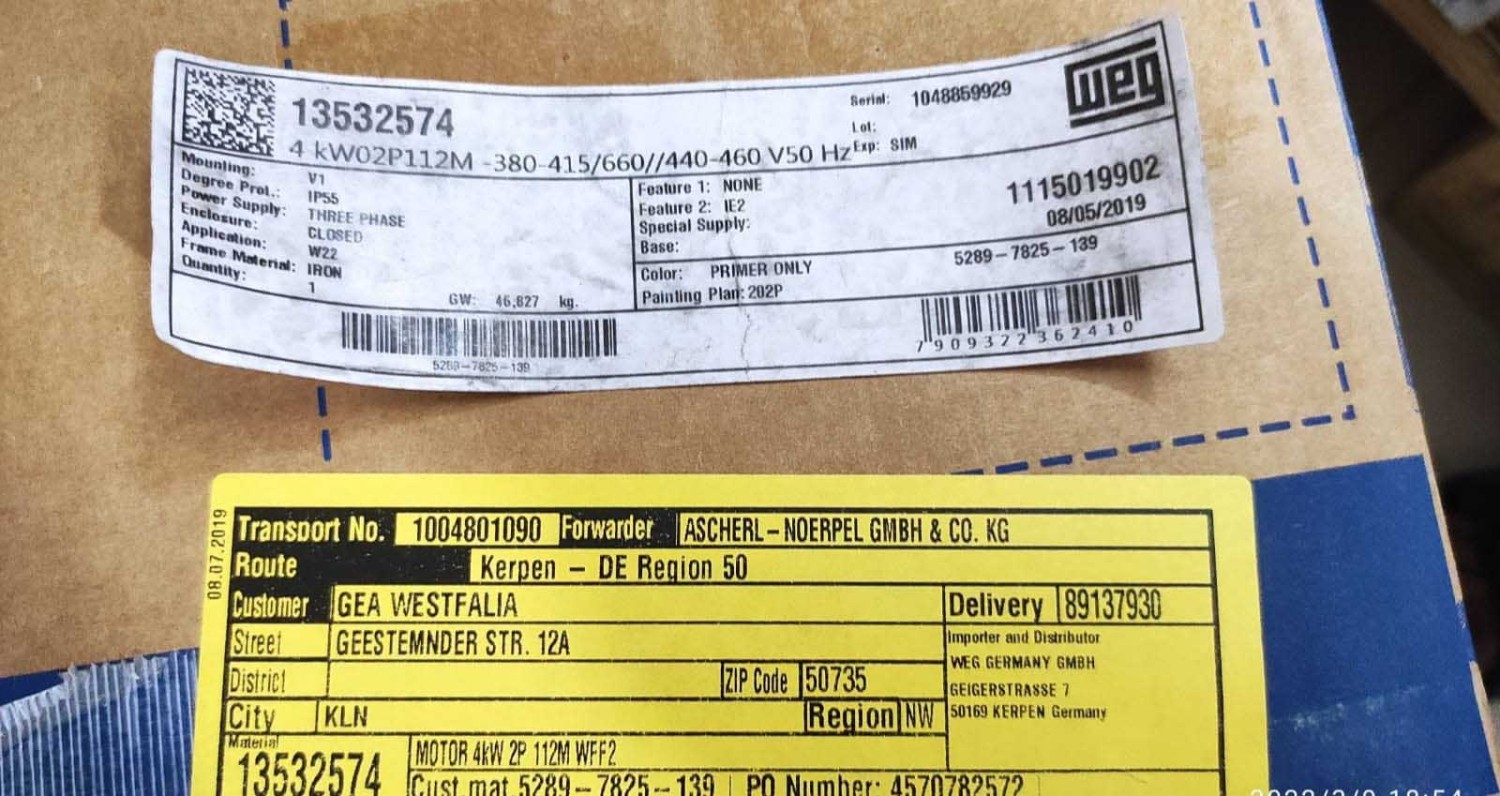 13532574
Serial: 1048859929
weg
Lot:
4 kW02P112M -380-415/660//440-460 V50 Hz Exp: SIM
Mounting: V1
Degree Prot.: IP55
Power Supply: THREE PHASE
Enclosure: CLOSED
Application: W22
Frame Material: IRON
Quantity: 1
GW: 46,827 kg.
5289-7825-139
Feature 1: NONE
Feature 2: IE2
Special Supply:
Base:
1115019902
08/05/2019
Color: PRIMER ONLY
Painting Plan: 202P
5289-7825-139
7909322362410
08.07.2019
Transport No. 1004801090 Forwarder ASCHERL-NOERPEL GMBH & CO. KG
Route Kerpen - DE Region 50
Customer GEA WESTFALIA
Delivery 89137930
Street GEESTEMNDER STR. 12A
District
ZIP Code 50735
City KLN
Region NW
Importer and Distributor
WEG GERMANY GMBH
GEIGERSTRASSE 7
50169 KERPEN Germany
Material
13532574
MOTOR 4kW 2P 112M WFF2
Cust mat 5289-7825-139 PO Number: 4570782572